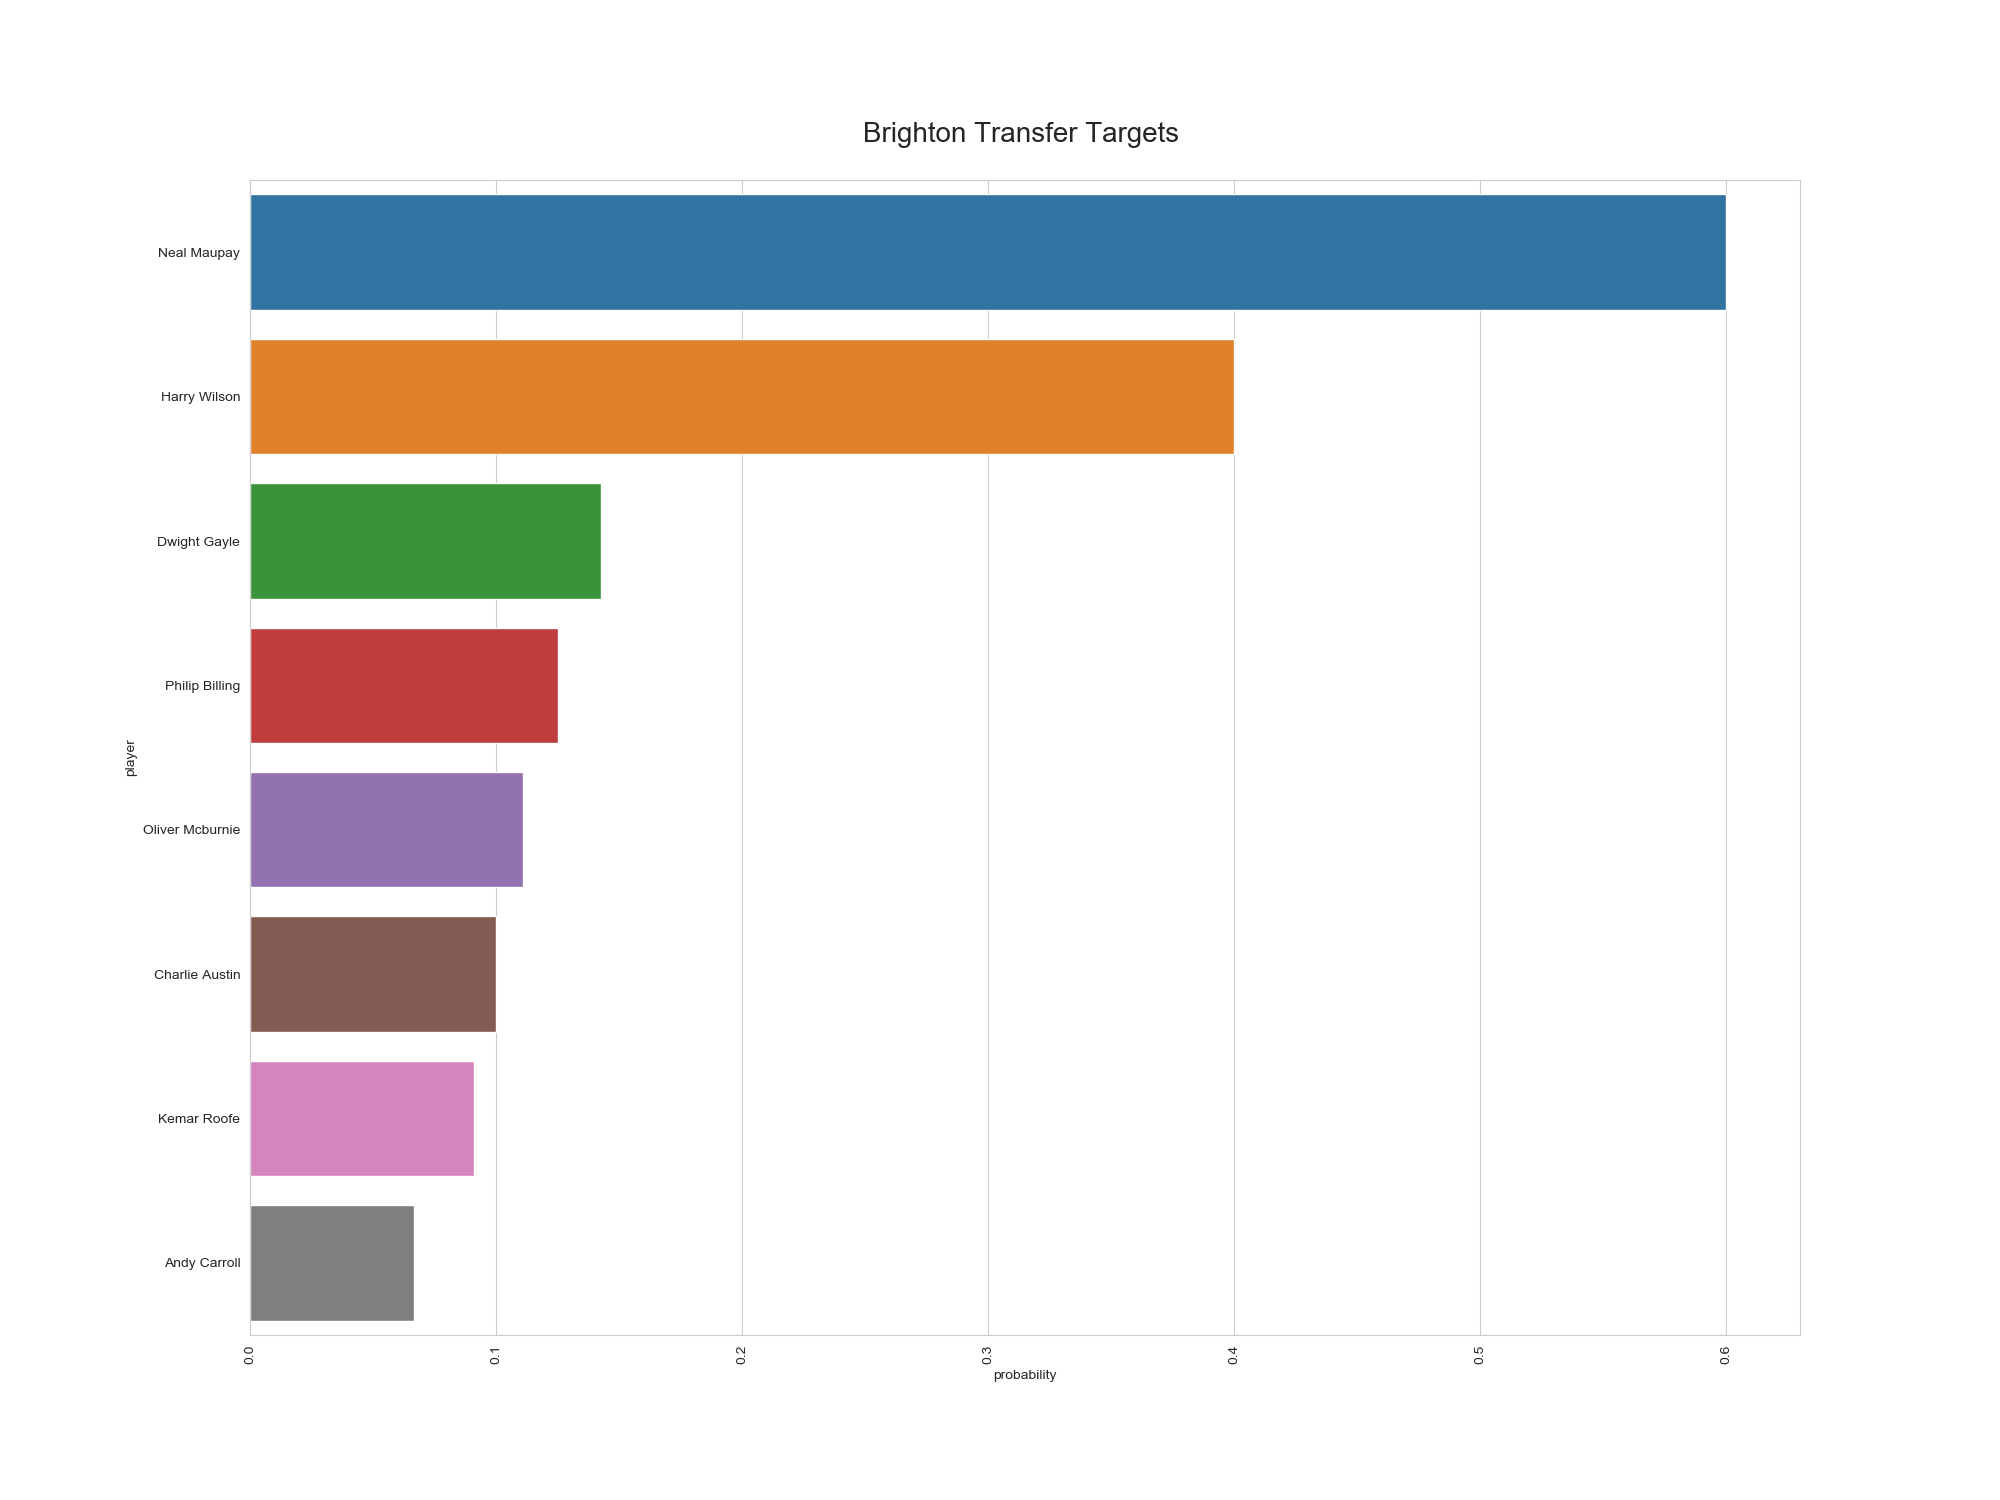 Brighton Transfer Targets
Neal Maupay
Harry Wilson
Dwight Gayle
Philip Billing
Oliver Mcburnie
Charlie Austin
Kemar Roofe
Andy Carroll
player
0.0 0.1 0.2 0.3 0.4 0.5 0.6
probability